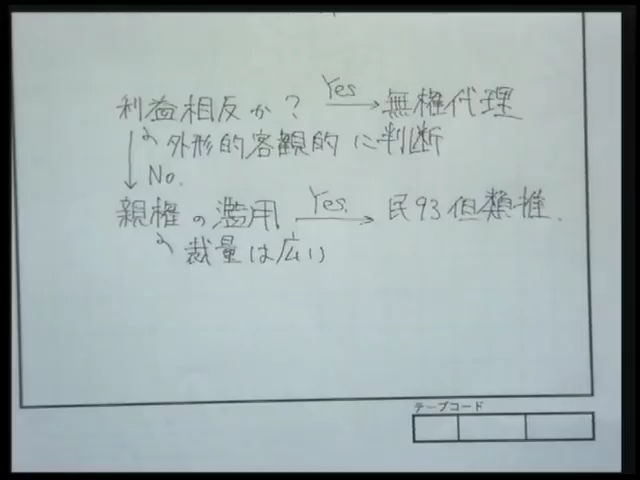 利益相反か? Yes → 無権代理
↓ 外形的客観的に判断
No.
親権の濫用 Yes. → 民93但類推.
裁量は広い
テープコード